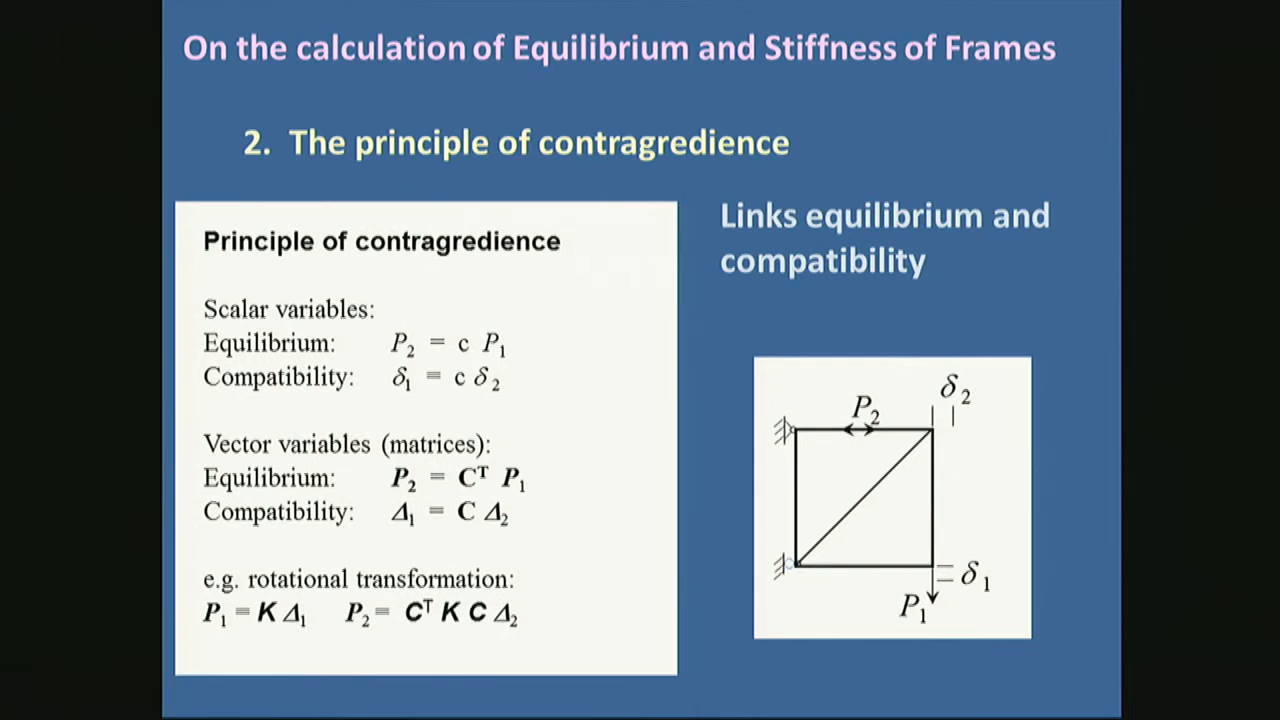 On the calculation of Equilibrium and Stiffness of Frames
2. The principle of contragredience
Principle of contragredience
Scalar variables:
Equilibrium: P₂ = c P₁
Compatibility: δ₁ = c δ₂
Vector variables (matrices):
Equilibrium: P₂ = Cᵀ P₁
Compatibility: Δ₁ = C Δ₂
e.g. rotational transformation:
P₁ = K Δ₁ P₂ = Cᵀ K C Δ₂
Links equilibrium and
compatibility
δ₂
P₂
δ₁
P₁